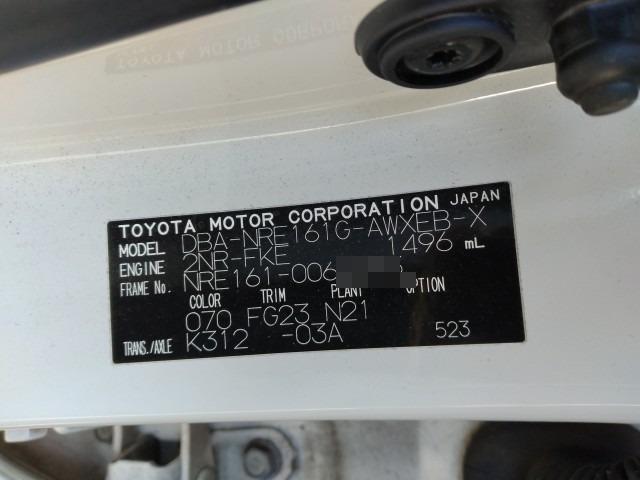 TOYOTA MOTOR CORPORATION JAPAN
MODEL DBA-NRE161G-AWXEB-X
ENGINE 2NR-FKE 1496 mL
FRAME No. NRE161-006
COLOR TRIM PLANT OPTION
070 FG23 N21
TRANS./AXLE K312 -03A 523